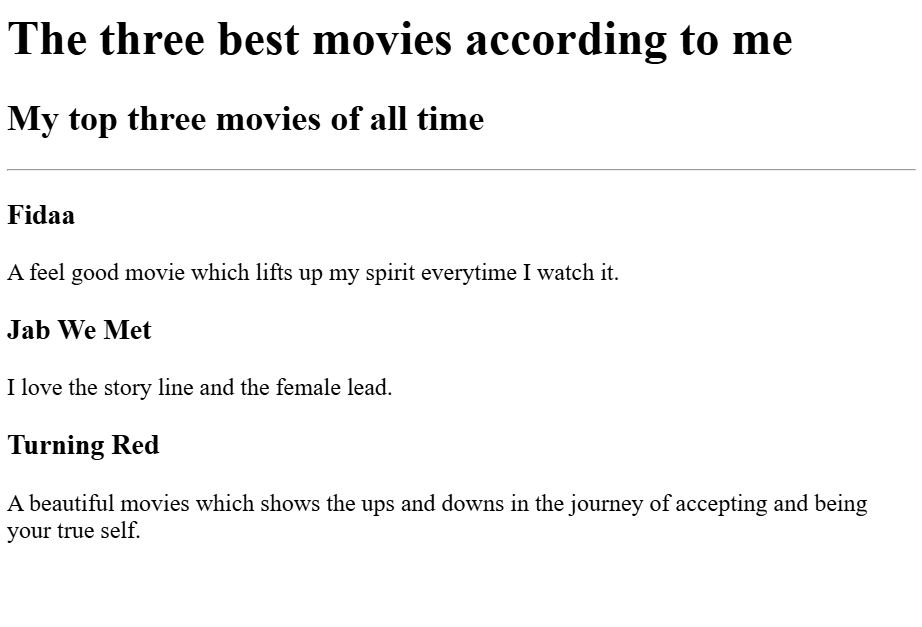 The three best movies according to me
My top three movies of all time
Fidaa
A feel good movie which lifts up my spirit everytime I watch it.
Jab We Met
I love the story line and the female lead.
Turning Red
A beautiful movies which shows the ups and downs in the journey of accepting and being
your true self.